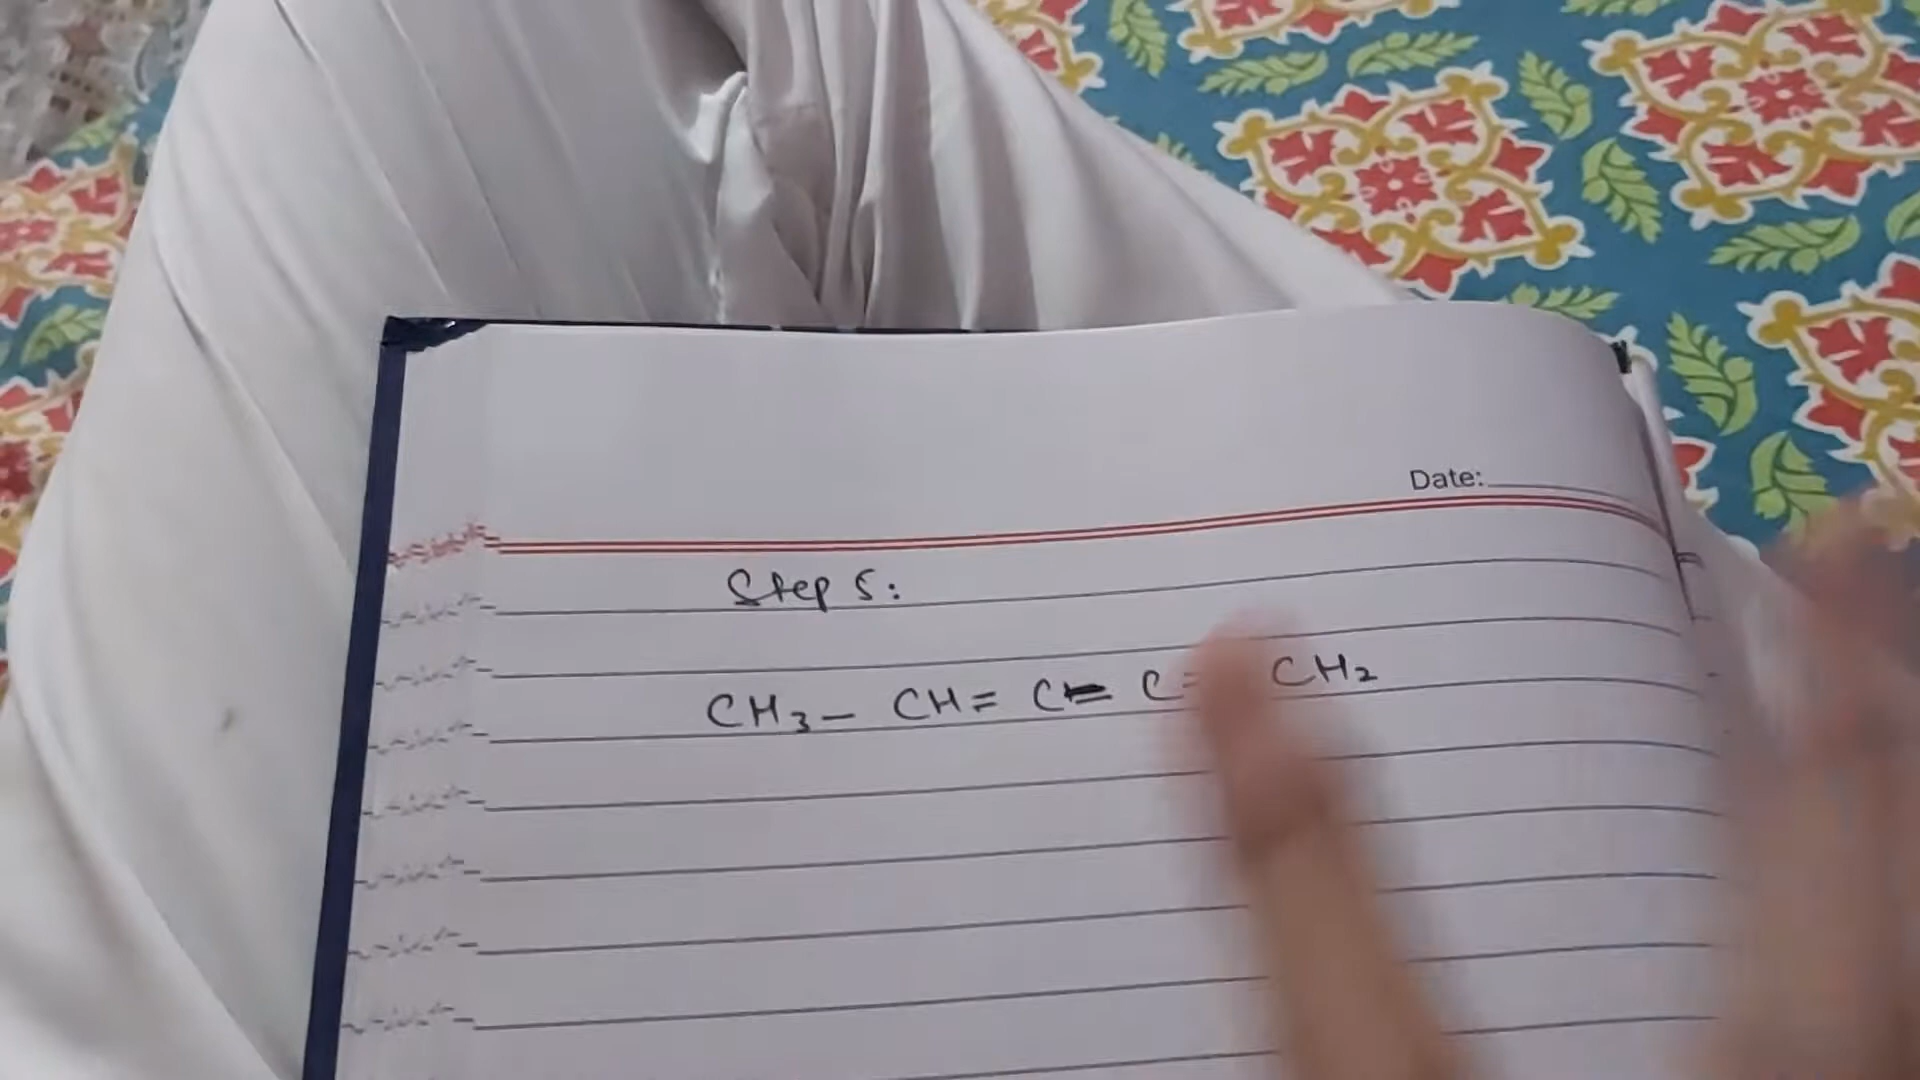 Date:
Step 5:
CH₃ – CH = C = C = CH₂